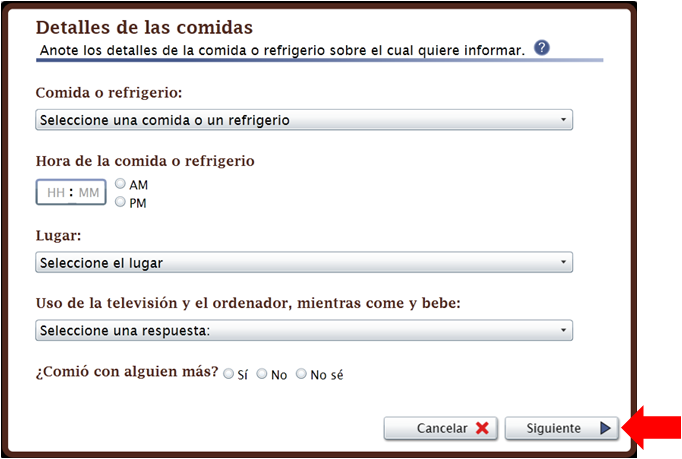 Detalles de las comidas
Anote los detalles de la comida o refrigerio sobre el cual quiere informar. ?
Comida o refrigerio:
Seleccione una comida o un refrigerio
Hora de la comida o refrigerio
HH : MM AM
PM
Lugar:
Seleccione el lugar
Uso de la televisión y el ordenador, mientras come y bebe:
Seleccione una respuesta:
¿Comió con alguien más? Sí No No sé
Cancelar Siguiente